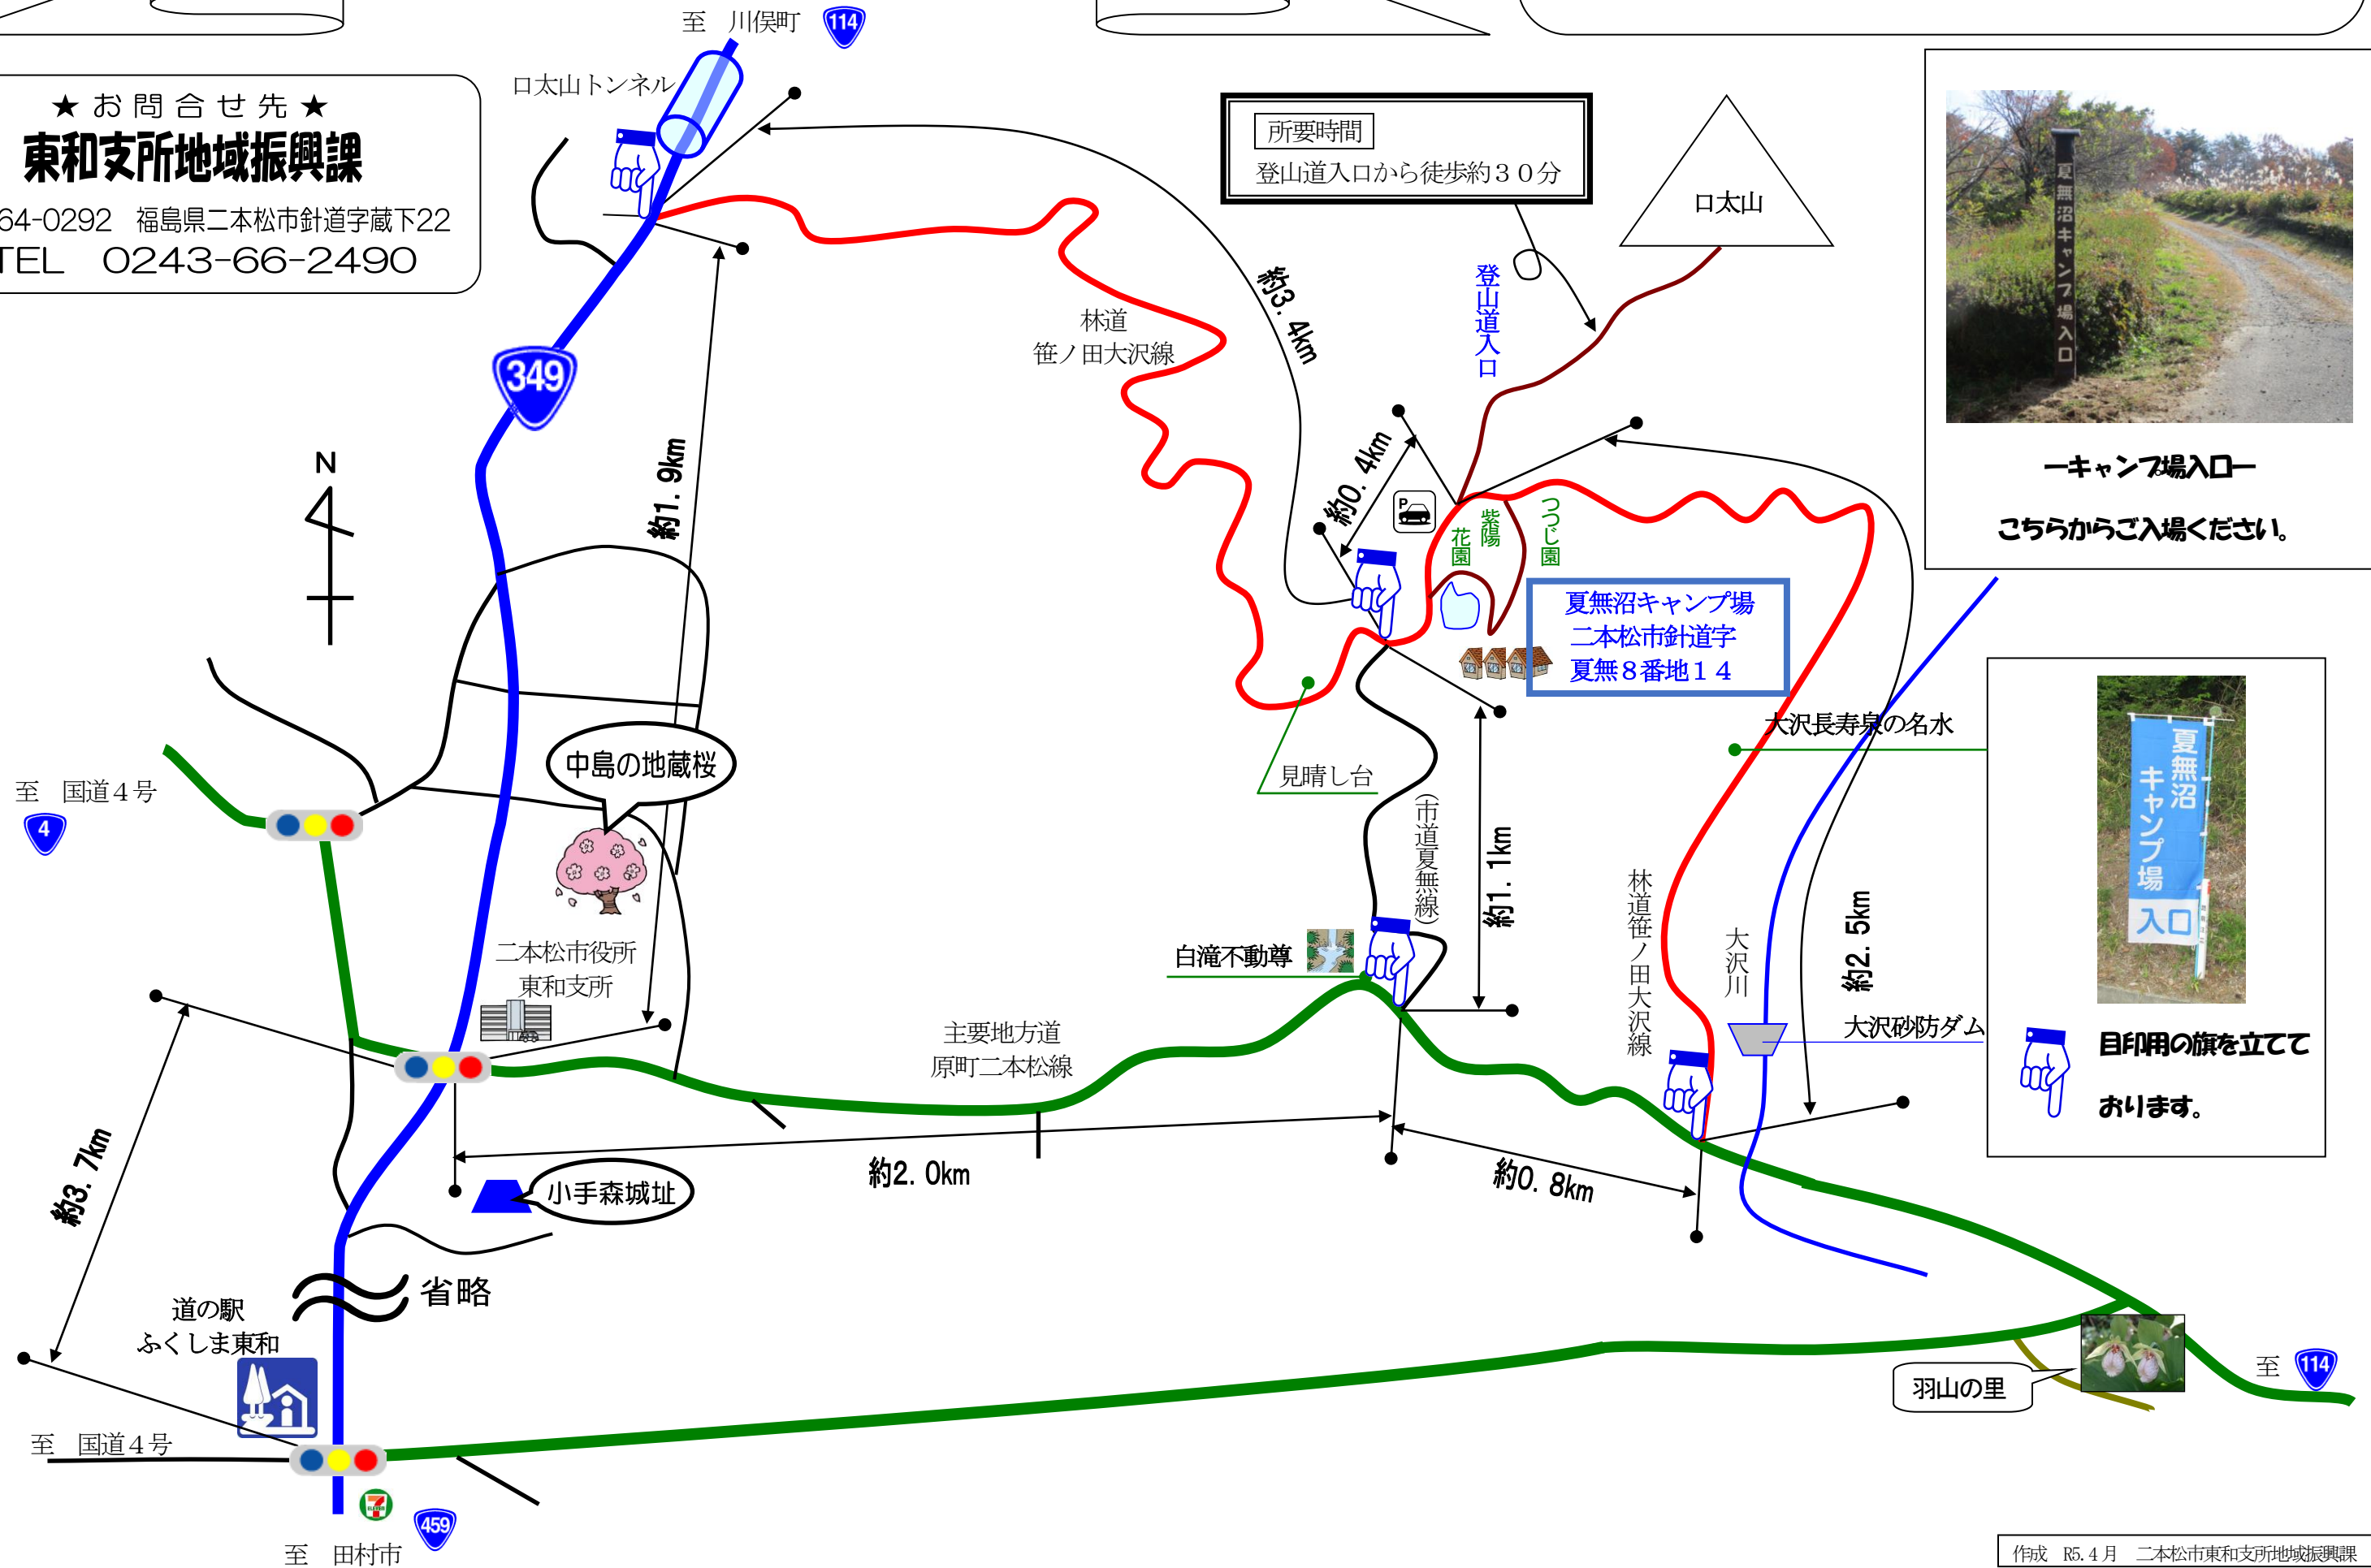 至　川俣町
114
口太山トンネル
★お問合せ先★
東和支所地域振興課
64-0292　福島県二本松市針道字蔵下22
TEL　0243-66-2490
所要時間
登山道入口から徒歩約３０分
口太山
夏無沼キャンプ場入口
ーキャンプ場入口ー
こちらからご入場ください。
349
N
約1.9km
林道
笹ノ田大沢線
約3.4km
登山道入口
約0.4km
P
紫陽
花園
つつじ園
夏無沼キャンプ場
二本松市針道字
夏無８番地１４
大沢長寿泉の名水
見晴し台
(市道夏無線)
約1.1km
林道笹ノ田大沢線
大沢川
約2.5km
大沢砂防ダム
夏無沼
キャンプ場
入口
目印用の旗を立てて
おります。
至　国道４号
4
中島の地蔵桜
二本松市役所
東和支所
白滝不動尊
主要地方道
原町二本松線
約2.0km
約0.8km
約3.7km
小手森城址
省略
道の駅
ふくしま東和
至　国道４号
7
ELEVEN
459
至　田村市
羽山の里
至
114
作成　R5.4月　二本松市東和支所地域振興課